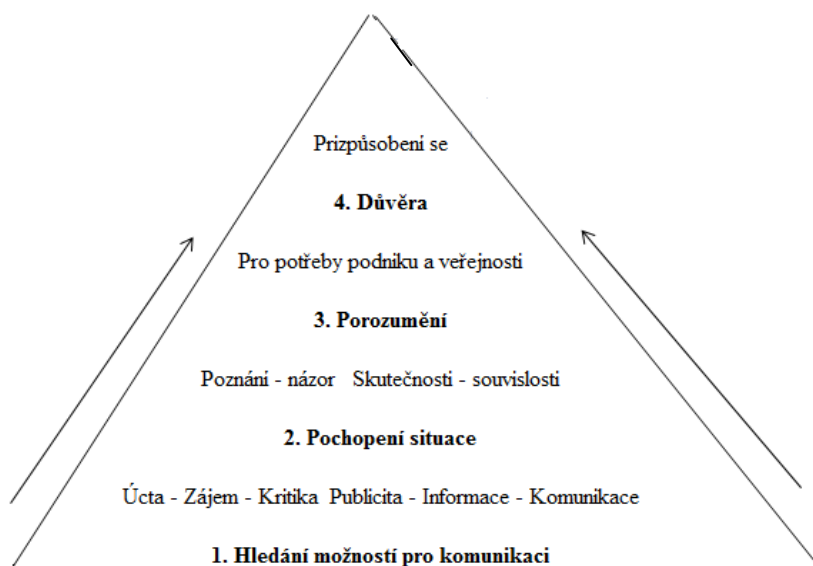 Prizpůsobení se
4. Důvěra
Pro potřeby podniku a veřejnosti
3. Porozumění
Poznání - názor Skutečnosti - souvislosti
2. Pochopení situace
Úcta - Zájem - Kritika Publicita - Informace - Komunikace
1. Hledání možností pro komunikaci